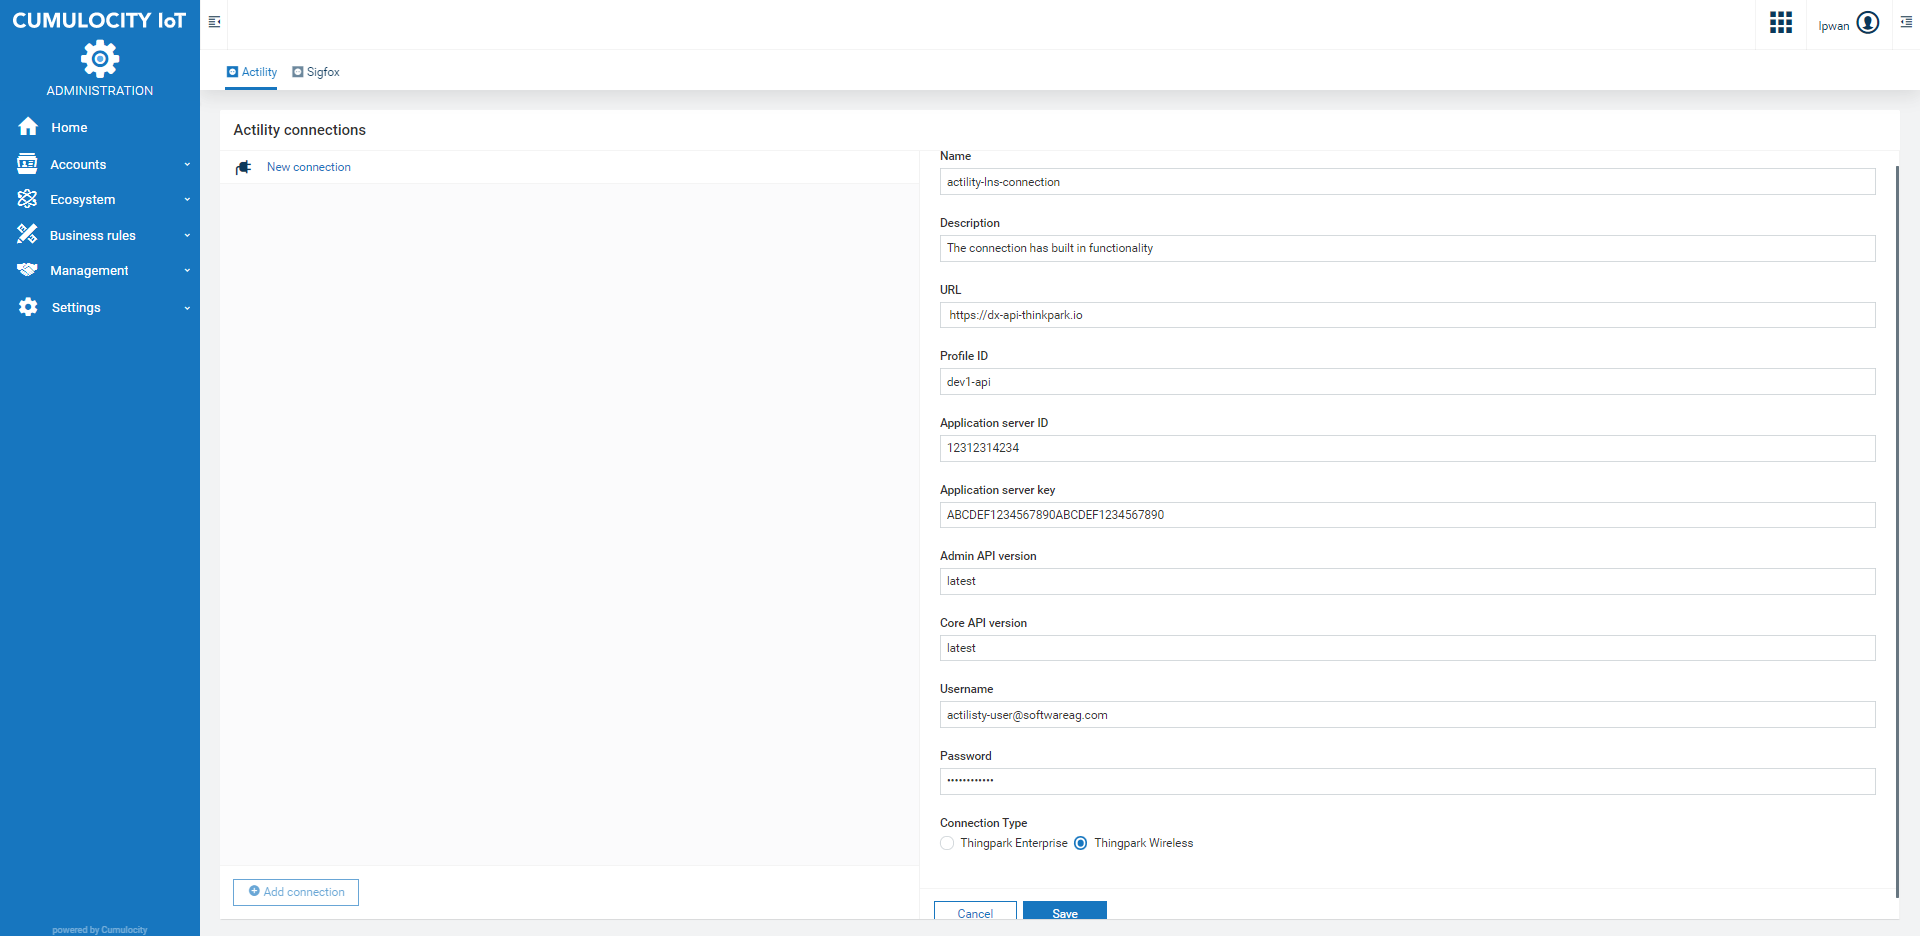 CUMULOCITY IoT
ADMINISTRATION
Home
Accounts
Ecosystem
Business rules
Management
Settings
powered by Cumulocity
lpwan
Actility
Sigfox
Actility connections
New connection
Add connection
Name
actility-lns-connection
Description
The connection has built in functionality
URL
https://dx-api-thinkpark.io
Profile ID
dev1-api
Application server ID
12312314234
Application server key
ABCDEF1234567890ABCDEF1234567890
Admin API version
latest
Core API version
latest
Username
actilisty-user@softwareag.com
Password
••••••••••••
Connection Type
Thingpark Enterprise
Thingpark Wireless
Cancel
Save